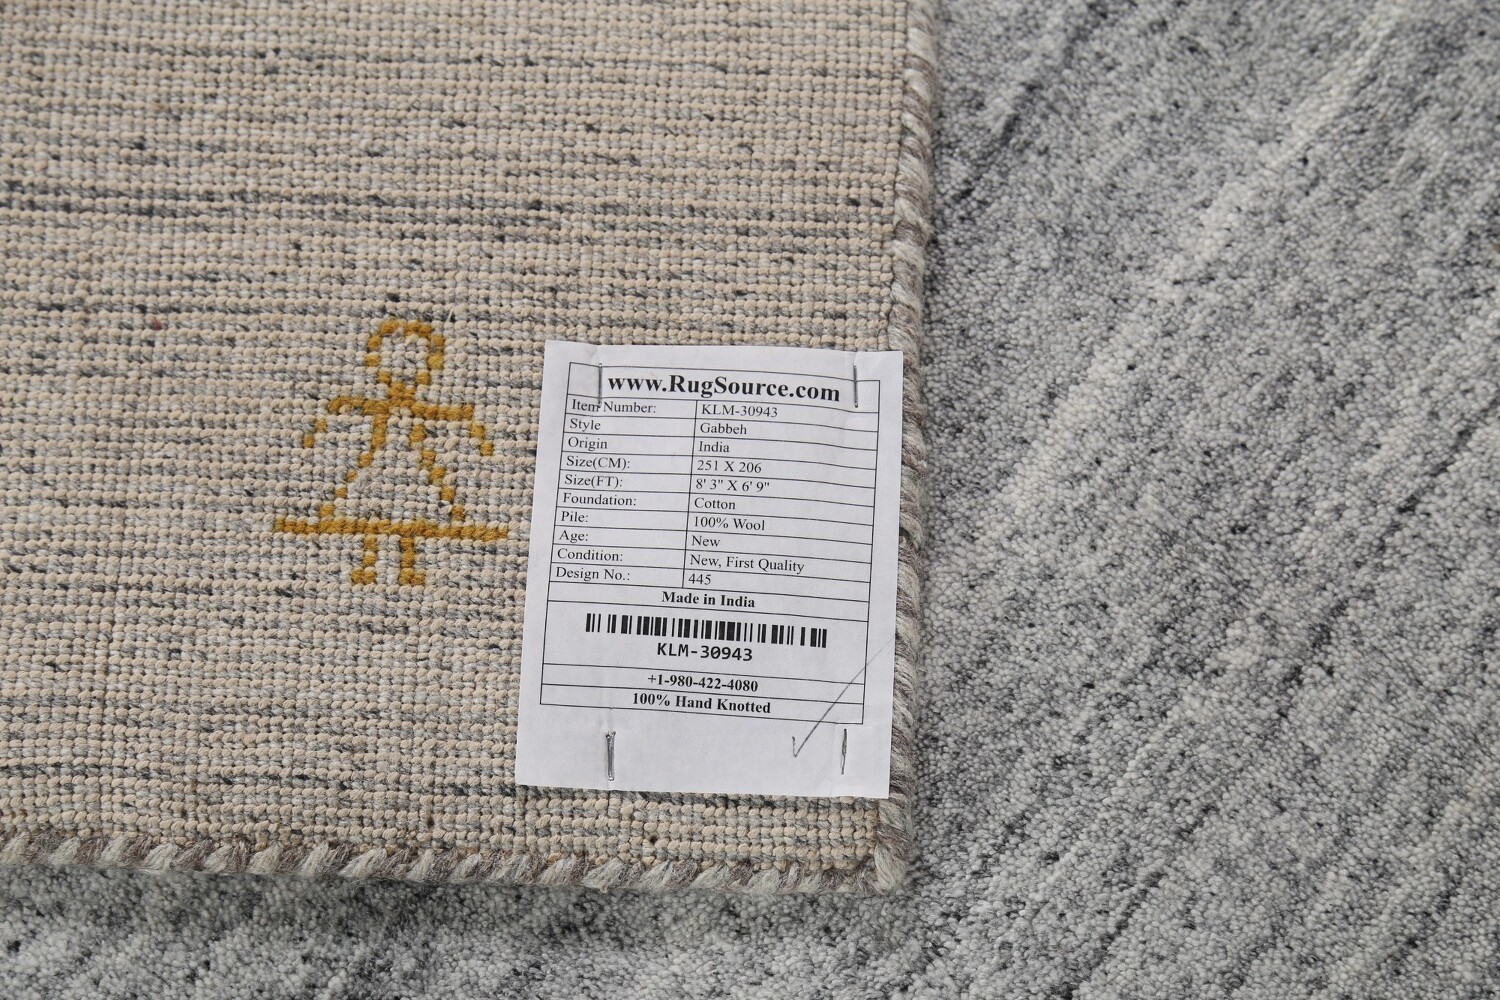 www.RugSource.com
Item Number: KLM-30943
Style Gabbeh
Origin India
Size(CM): 251 X 206
Size(FT): 8' 3" X 6' 9"
Foundation: Cotton
Pile: 100% Wool
Age: New
Condition: New, First Quality
Design No.: 445
Made in India
KLM-30943
+1-980-422-4080
100% Hand Knotted